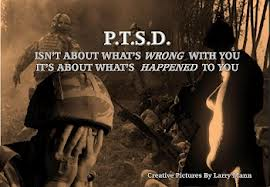 P.T.S.D.
ISN'T ABOUT WHAT'S WRONG WITH YOU
IT'S ABOUT WHAT'S HAPPENED TO YOU
Creative Pictures By Larry Mann